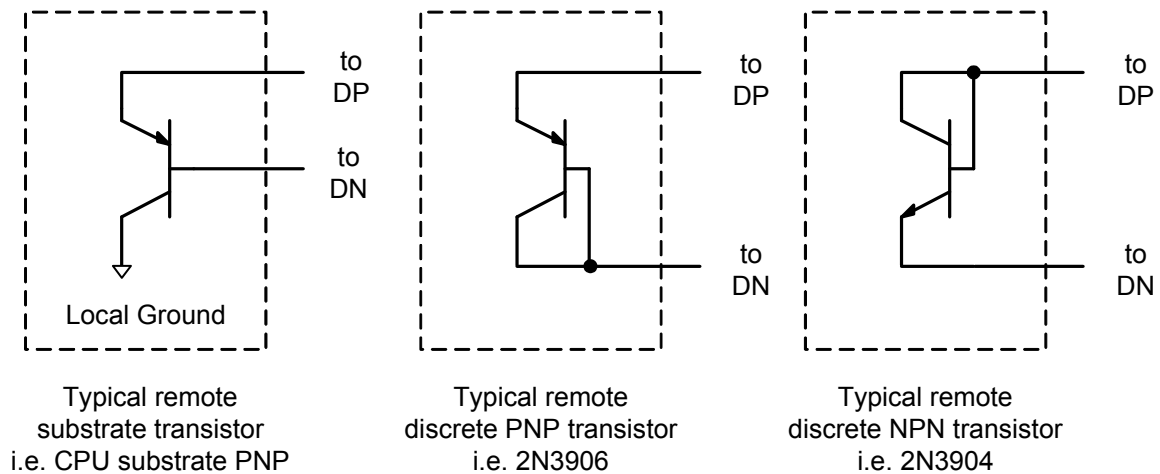 to
DP
to
DN
Local Ground
Typical remote
substrate transistor
i.e. CPU substrate PNP
to
DP
to
DN
Typical remote
discrete PNP transistor
i.e. 2N3906
to
DP
to
DN
Typical remote
discrete NPN transistor
i.e. 2N3904